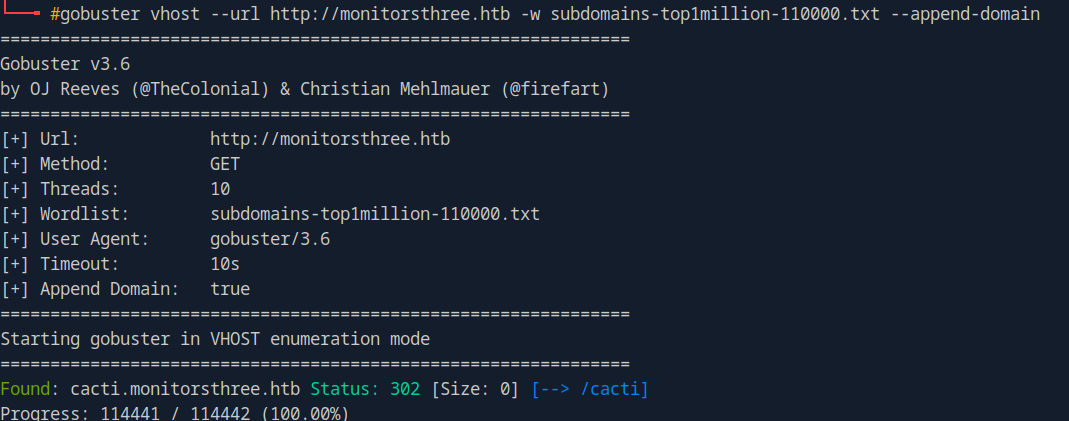 #gobuster vhost --url http://monitorsthree.htb -w subdomains-top1million-110000.txt --append-domain
===============================================================
Gobuster v3.6
by OJ Reeves (@TheColonial) & Christian Mehlmauer (@firefart)
===============================================================
[+] Url:             http://monitorsthree.htb
[+] Method:          GET
[+] Threads:         10
[+] Wordlist:        subdomains-top1million-110000.txt
[+] User Agent:      gobuster/3.6
[+] Timeout:         10s
[+] Append Domain:   true
===============================================================
Starting gobuster in VHOST enumeration mode
===============================================================
Found: cacti.monitorsthree.htb Status: 302 [Size: 0] [--> /cacti]
Progress: 114441 / 114442 (100.00%)